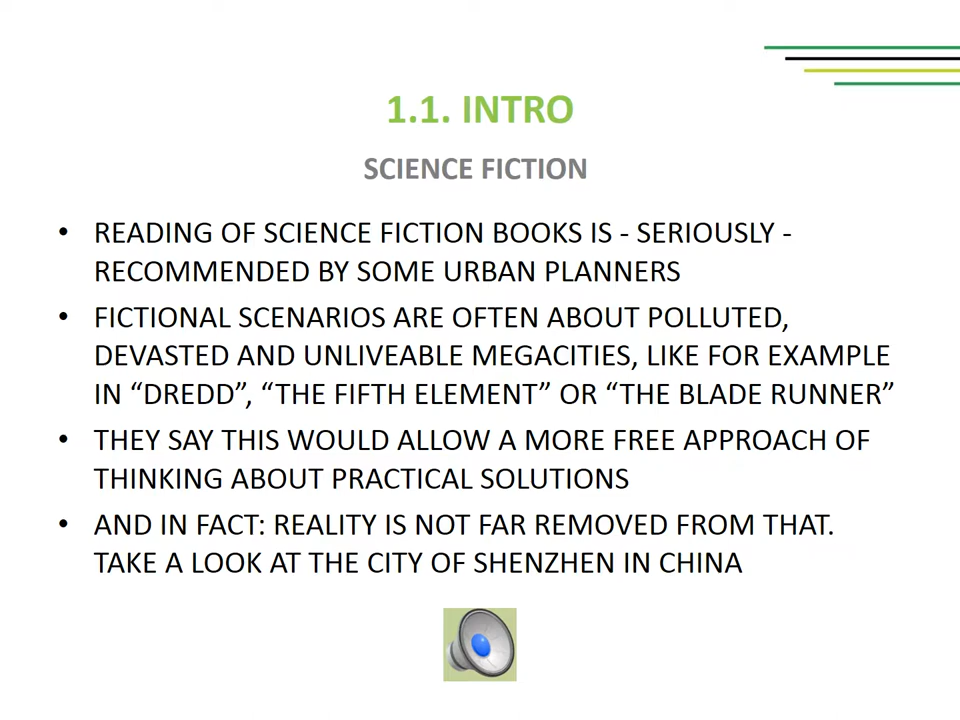 1.1. INTRO
SCIENCE FICTION
• READING OF SCIENCE FICTION BOOKS IS - SERIOUSLY -
RECOMMENDED BY SOME URBAN PLANNERS
• FICTIONAL SCENARIOS ARE OFTEN ABOUT POLLUTED,
DEVASTED AND UNLIVEABLE MEGACITIES, LIKE FOR EXAMPLE
IN “DREDD”, “THE FIFTH ELEMENT” OR “THE BLADE RUNNER”
• THEY SAY THIS WOULD ALLOW A MORE FREE APPROACH OF
THINKING ABOUT PRACTICAL SOLUTIONS
• AND IN FACT: REALITY IS NOT FAR REMOVED FROM THAT.
TAKE A LOOK AT THE CITY OF SHENZHEN IN CHINA